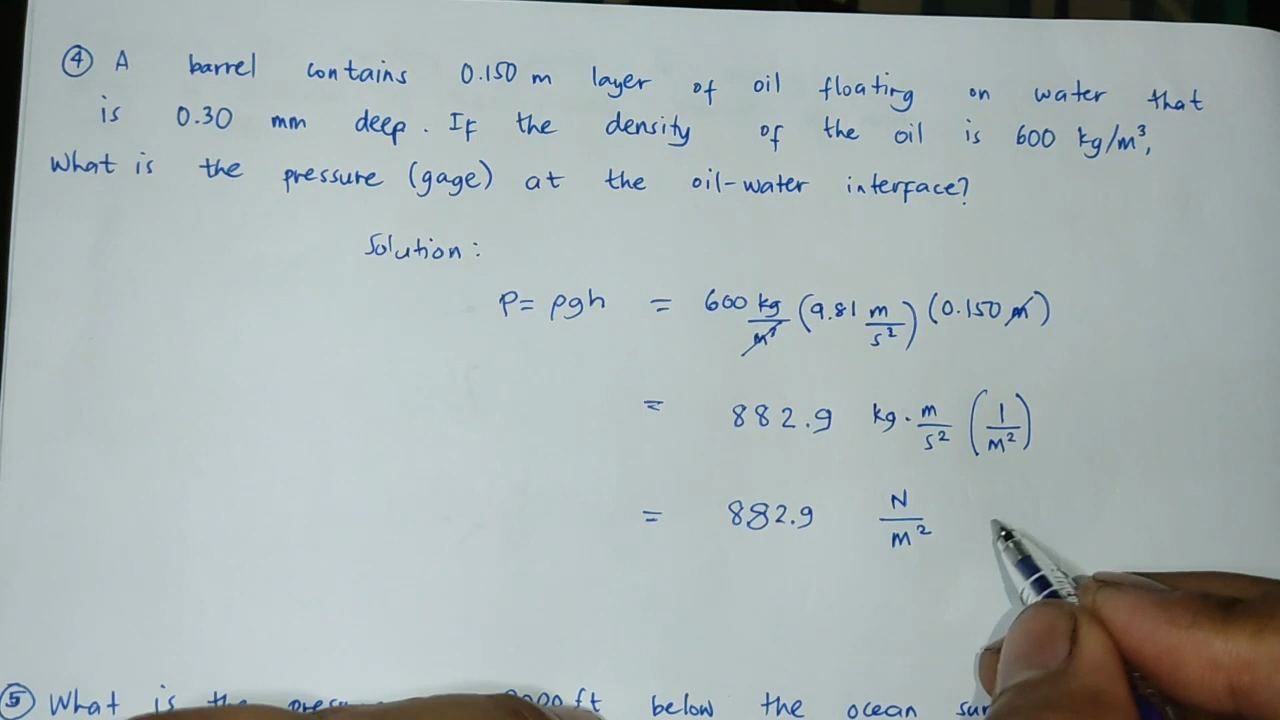 ④ A barrel contains 0.150 m layer of oil floating on water that
is 0.30 mm deep. If the density of the oil is 600 kg/m³,
What is the pressure (gage) at the oil-water interface?
Solution:
P= ρgh = 600 kg/m³ (9.81 m/s²) (0.150 m)
= 882.9 kg·m/s² (1/m²)
= 882.9 N/m²
⑤ What is the ft below the ocean